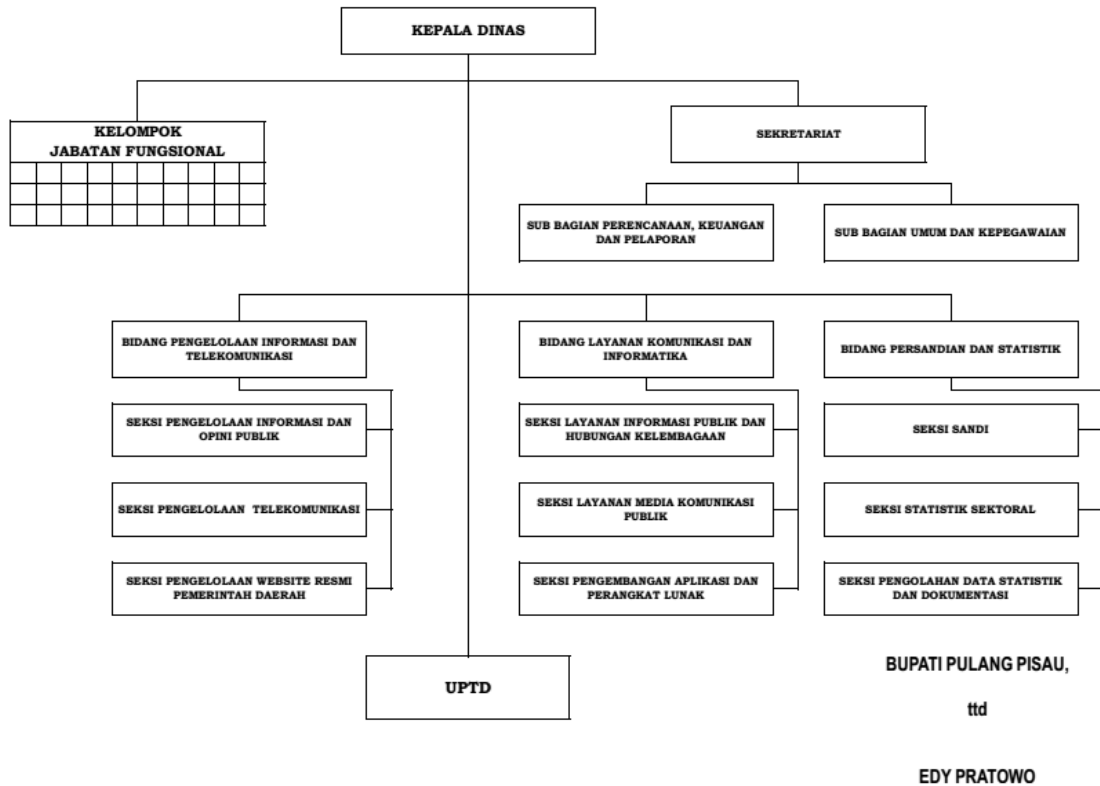 KEPALA DINAS
KELOMPOK
JABATAN FUNGSIONAL
SEKRETARIAT
SUB BAGIAN PERENCANAAN, KEUANGAN
DAN PELAPORAN
SUB BAGIAN UMUM DAN KEPEGAWAIAN
BIDANG PENGELOLAAN INFORMASI DAN
TELEKOMUNIKASI
BIDANG LAYANAN KOMUNIKASI DAN
INFORMATIKA
BIDANG PERSANDIAN DAN STATISTIK
SEKSI PENGELOLAAN INFORMASI DAN
OPINI PUBLIK
SEKSI LAYANAN INFORMASI PUBLIK DAN
HUBUNGAN KELEMBAGAAN
SEKSI SANDI
SEKSI PENGELOLAAN TELEKOMUNIKASI
SEKSI LAYANAN MEDIA KOMUNIKASI
PUBLIK
SEKSI STATISTIK SEKTORAL
SEKSI PENGELOLAAN WEBSITE RESMI
PEMERINTAH DAERAH
SEKSI PENGEMBANGAN APLIKASI DAN
PERANGKAT LUNAK
SEKSI PENGOLAHAN DATA STATISTIK
DAN DOKUMENTASI
UPTD
BUPATI PULANG PISAU,
ttd
EDY PRATOWO